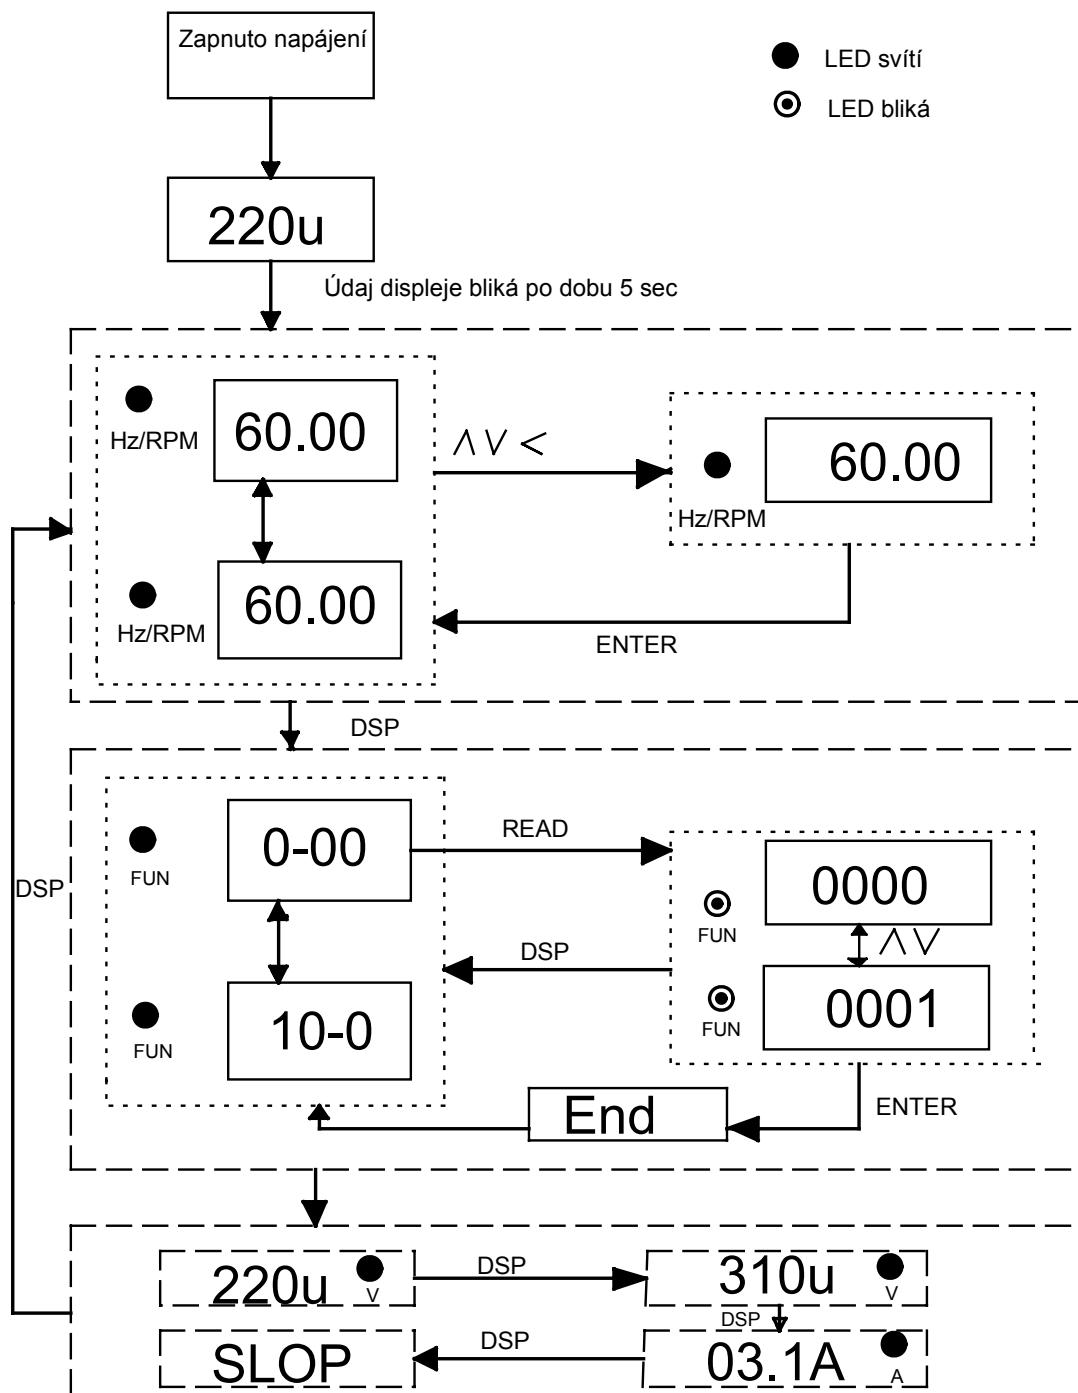 Zapnuto napájení
LED svítí
LED bliká
220u
Údaj displeje bliká po dobu 5 sec
60.00
Hz/RPM
∧ ∨ <
60.00
Hz/RPM
60.00
Hz/RPM
ENTER
DSP
0-00
FUN
READ
0000
FUN
∧ ∨
DSP
DSP
10-0
FUN
0001
FUN
End
ENTER
220u
V
DSP
310u
V
DSP
SLOP
DSP
03.1A
A